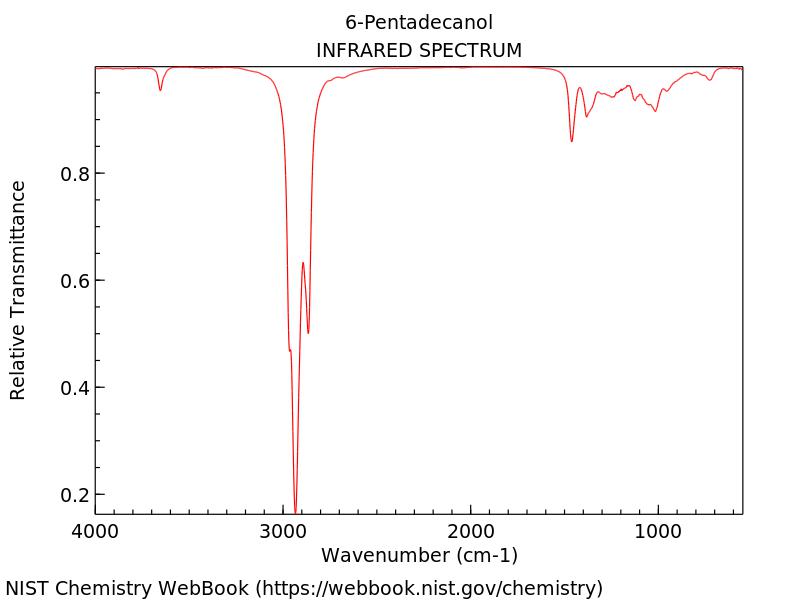 6-Pentadecanol
INFRARED SPECTRUM
Relative Transmittance
0.8
0.6
0.4
0.2
4000 3000 2000 1000
Wavenumber (cm-1)
NIST Chemistry WebBook (https://webbook.nist.gov/chemistry)